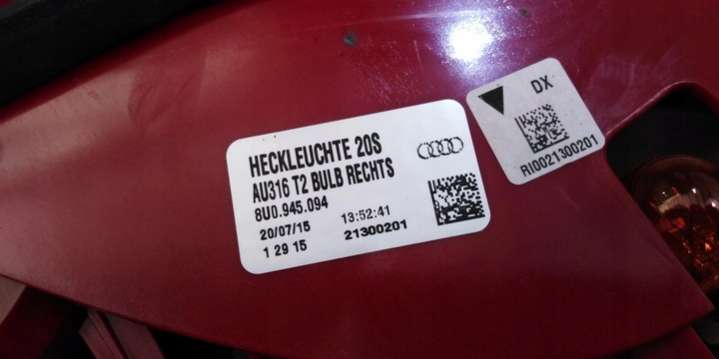 HECKLEUCHTE 20S
AU316 T2 BULB RECHTS
8U0.945.094
20/07/15 13:52:41
1 29 15 21300201
DX
RI0021300201